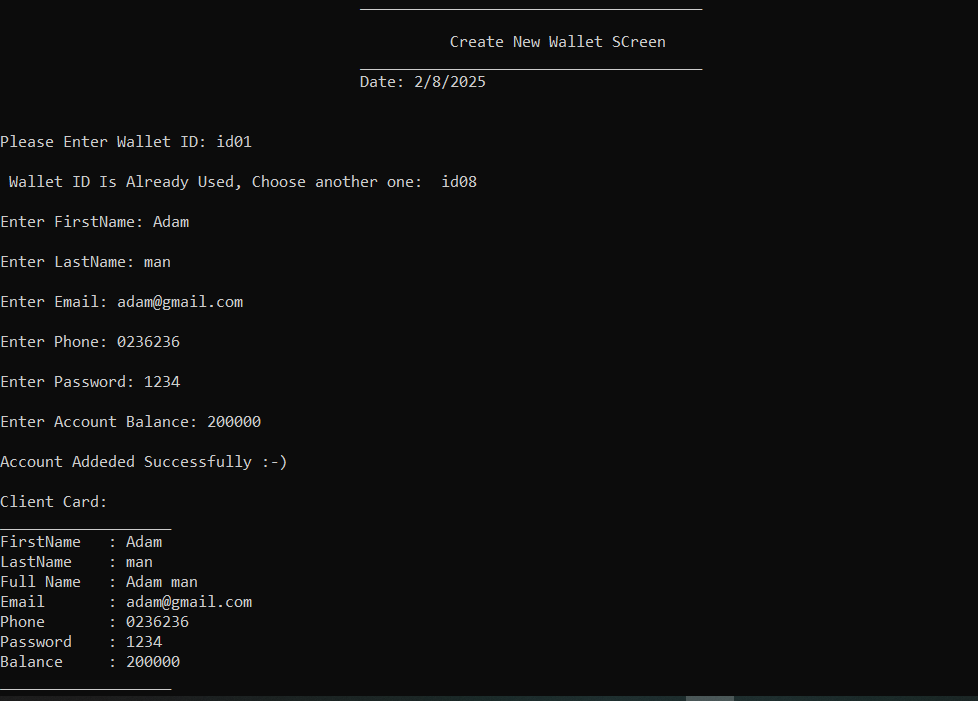 Create New Wallet SCreen
Date: 2/8/2025
Please Enter Wallet ID: id01
Wallet ID Is Already Used, Choose another one:  id08
Enter FirstName: Adam
Enter LastName: man
Enter Email: adam@gmail.com
Enter Phone: 0236236
Enter Password: 1234
Enter Account Balance: 200000
Account Addeded Successfully :-)
Client Card:
FirstName   : Adam
LastName    : man
Full Name   : Adam man
Email       : adam@gmail.com
Phone       : 0236236
Password    : 1234
Balance     : 200000